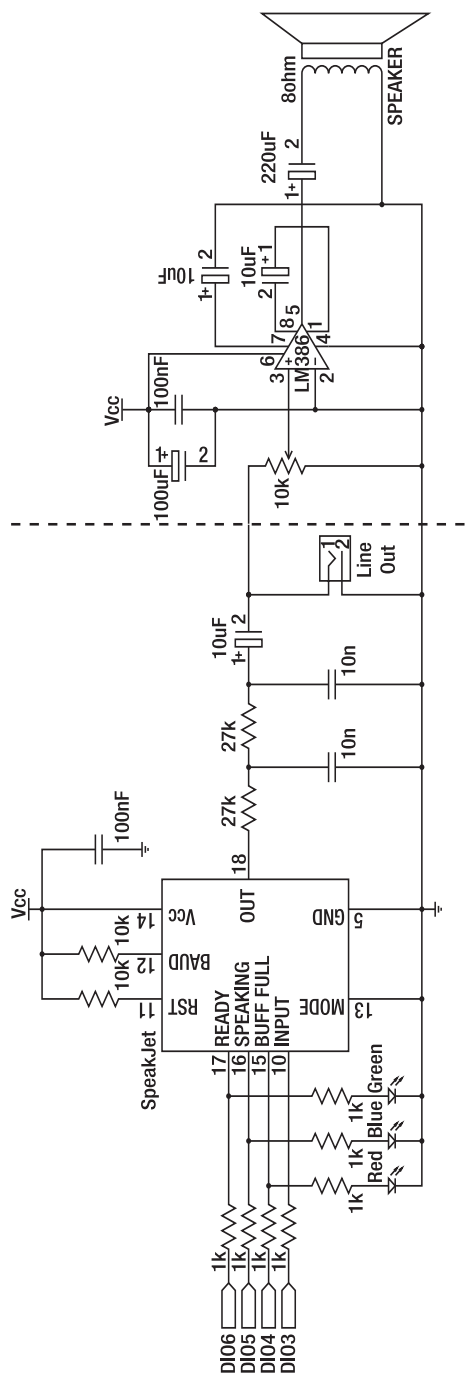 8ohm
SPEAKER
220uF
1+ 2
10uF
1+ 2
10uF
2 +1
7
8
5
6
3
+
LM386
−
2
1
4
Vcc
100nF
100uF
1+ 2
10k
Line Out
1
2
10uF
1+ 2
27k
27k
10n
10n
Vcc
100nF
10k
10k
SpeakJet
11
12
14
RST
BAUD
Vcc
18
OUT
GND
5
MODE
13
17
READY
16
SPEAKING
15
BUFF FULL
10
INPUT
1k
Green
1k
Blue
1k
Red
1k
1k
1k
1k
DIO6
DIO5
DIO4
DIO3